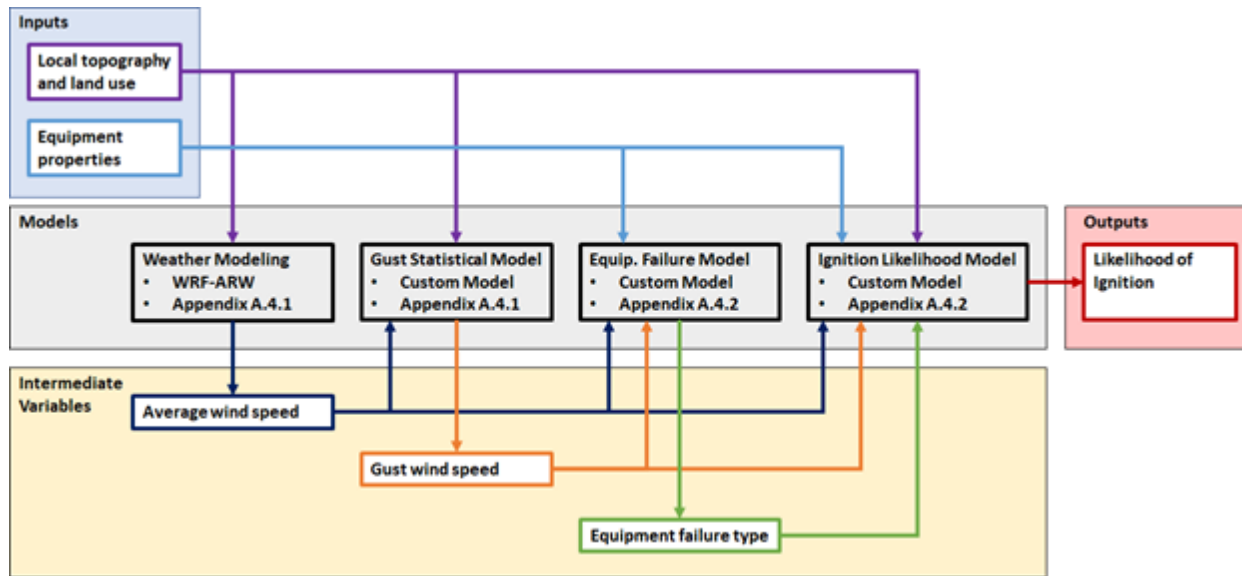 Inputs
Local topography
and land use
Equipment
properties
Models
Weather Modeling
• WRF-ARW
• Appendix A.4.1
Gust Statistical Model
• Custom Model
• Appendix A.4.1
Equip. Failure Model
• Custom Model
• Appendix A.4.2
Ignition Likelihood Model
• Custom Model
• Appendix A.4.2
Outputs
Likelihood of
Ignition
Intermediate
Variables
Average wind speed
Gust wind speed
Equipment failure type